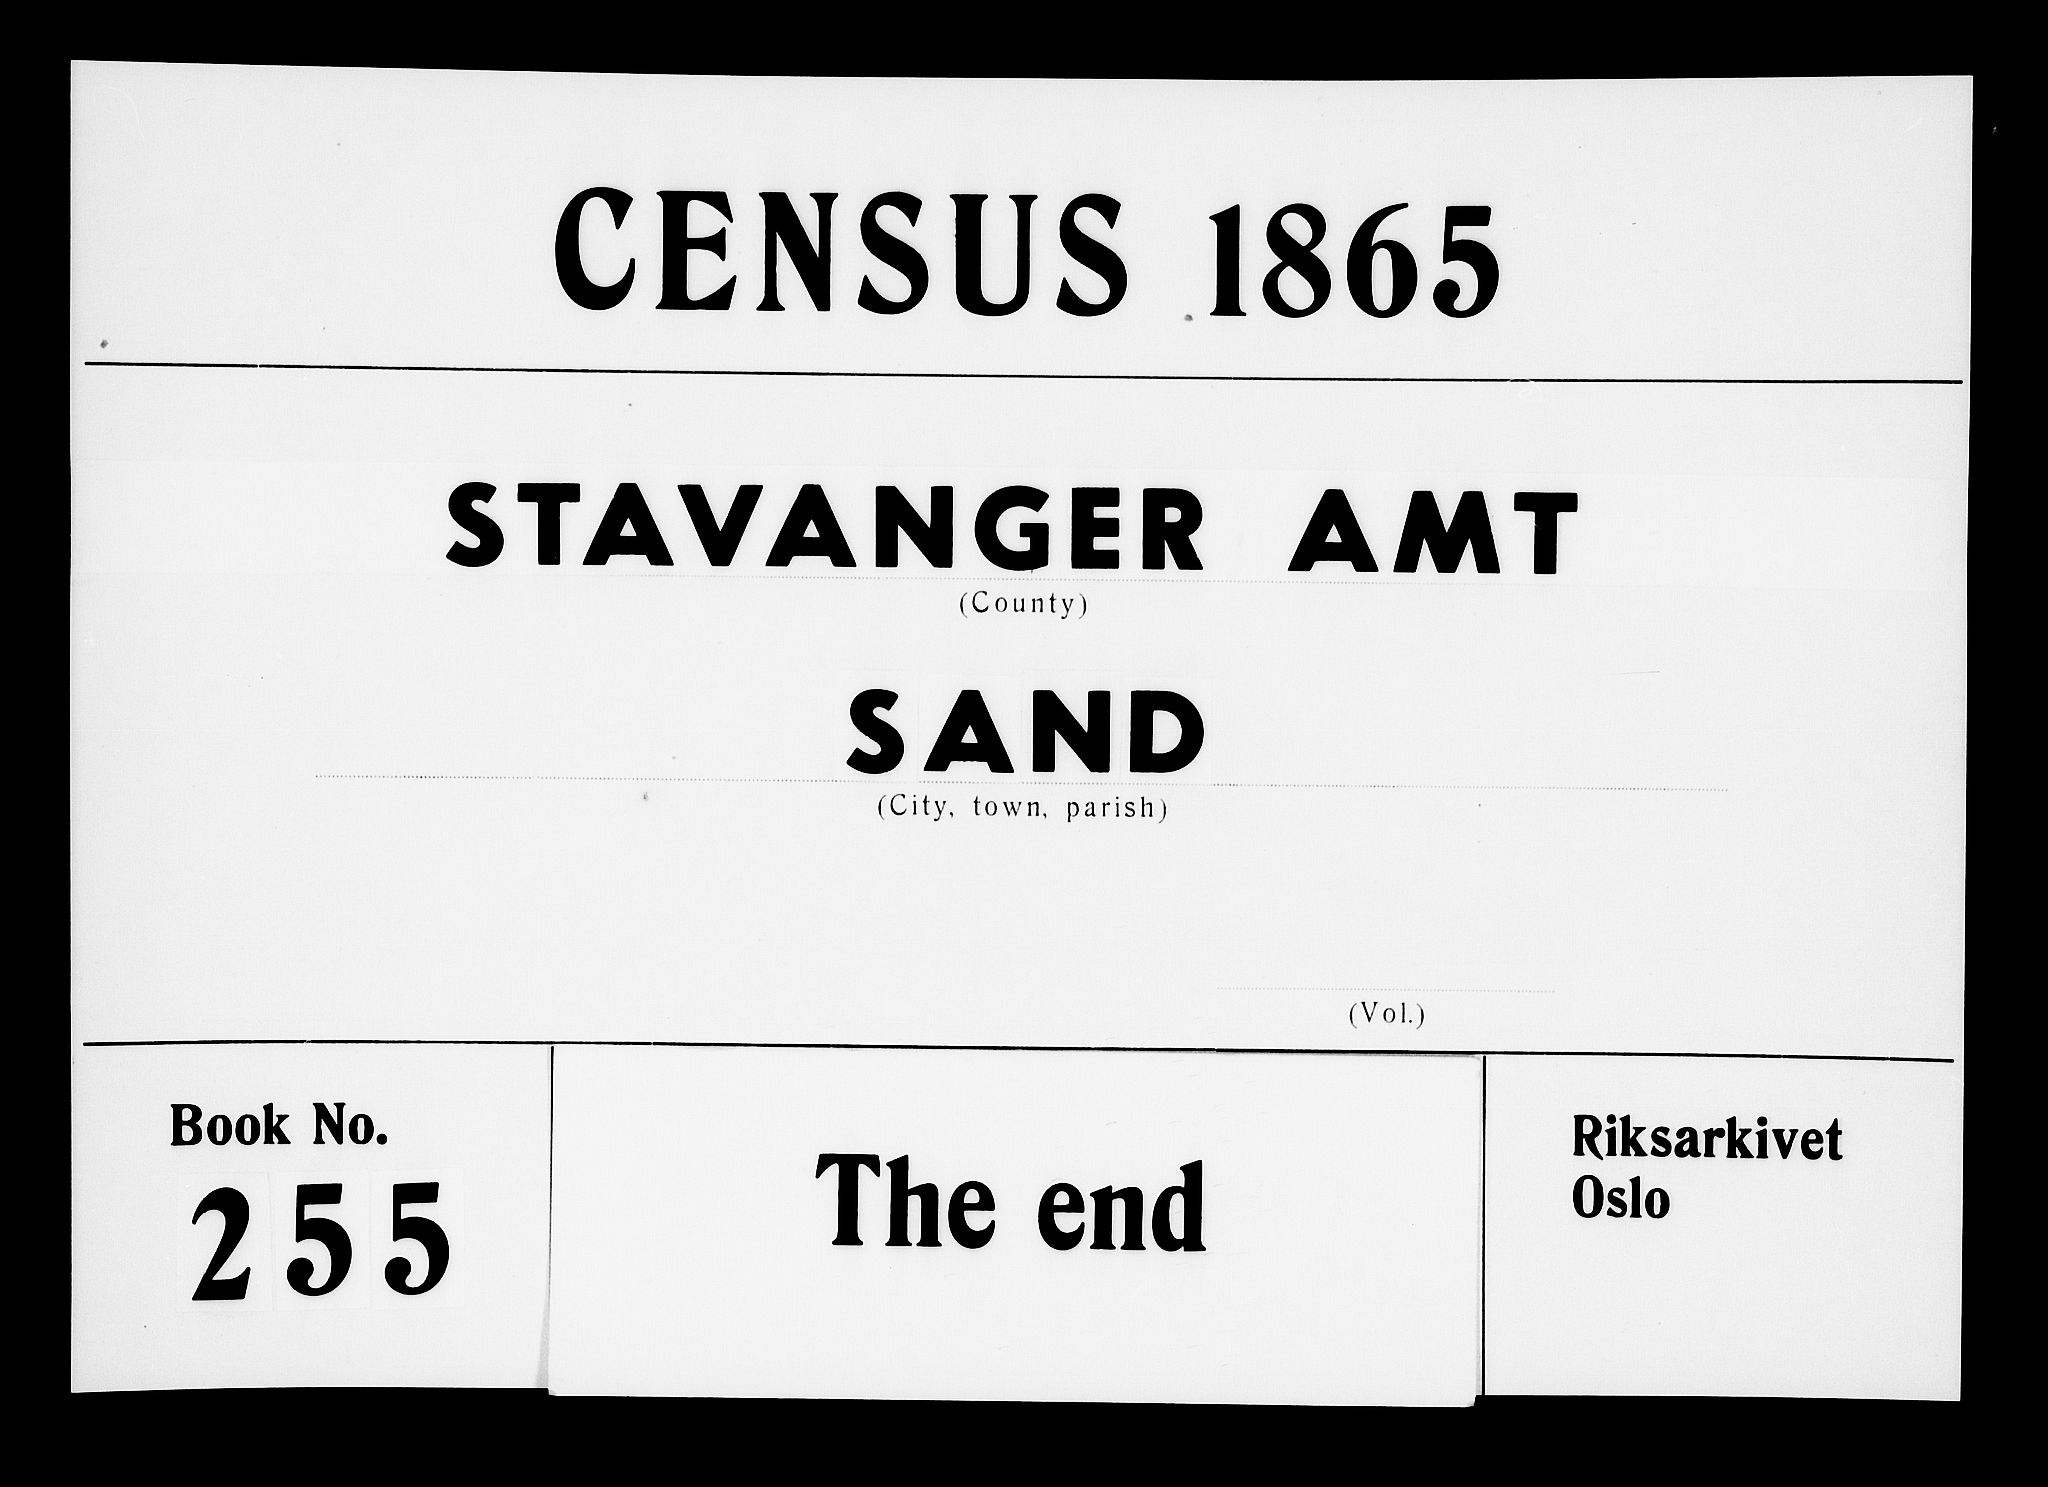 CENSUS 1865
STAVANGER AMT
(County)
SAND
(City, town, parish)
(Vol.)
Book No.
255
The end
Riksarkivet
Oslo